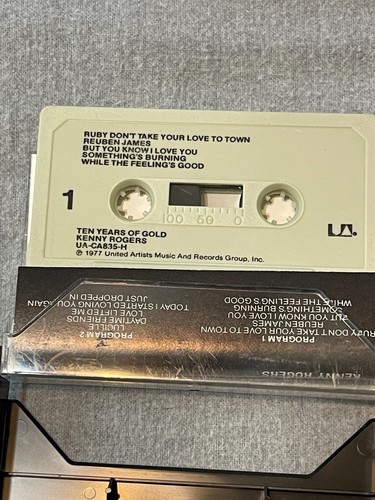 RUBY DON'T TAKE YOUR LOVE TO TOWN
REUBEN JAMES
BUT YOU KNOW I LOVE YOU
SOMETHING'S BURNING
WHILE THE FEELING'S GOOD
1
100 50 0
UA
TEN YEARS OF GOLD
KENNY ROGERS
UA-CA835-H
℗ 1977 United Artists Music And Records Group, Inc.
KENNY ROGERS
PROGRAM 1
RUBY DON'T TAKE YOUR LOVE TO TOWN
REUBEN JAMES
BUT YOU KNOW I LOVE YOU
SOMETHING'S BURNING
WHILE THE FEELING'S GOOD
PROGRAM 2
LUCILLE
DAYTIME FRIENDS
LOVE LIFTED ME
TODAY I STARTED LOVING YOU AGAIN
JUST DROPPED IN